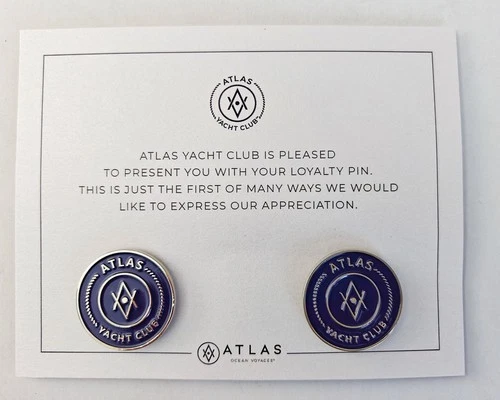 ATLAS
YACHT CLUB®
ATLAS YACHT CLUB IS PLEASED
TO PRESENT YOU WITH YOUR LOYALTY PIN.
THIS IS JUST THE FIRST OF MANY WAYS WE WOULD
LIKE TO EXPRESS OUR APPRECIATION.
ATLAS
YACHT CLUB
ATLAS
YACHT CLUB
ATLAS
OCEAN VOYAGES®